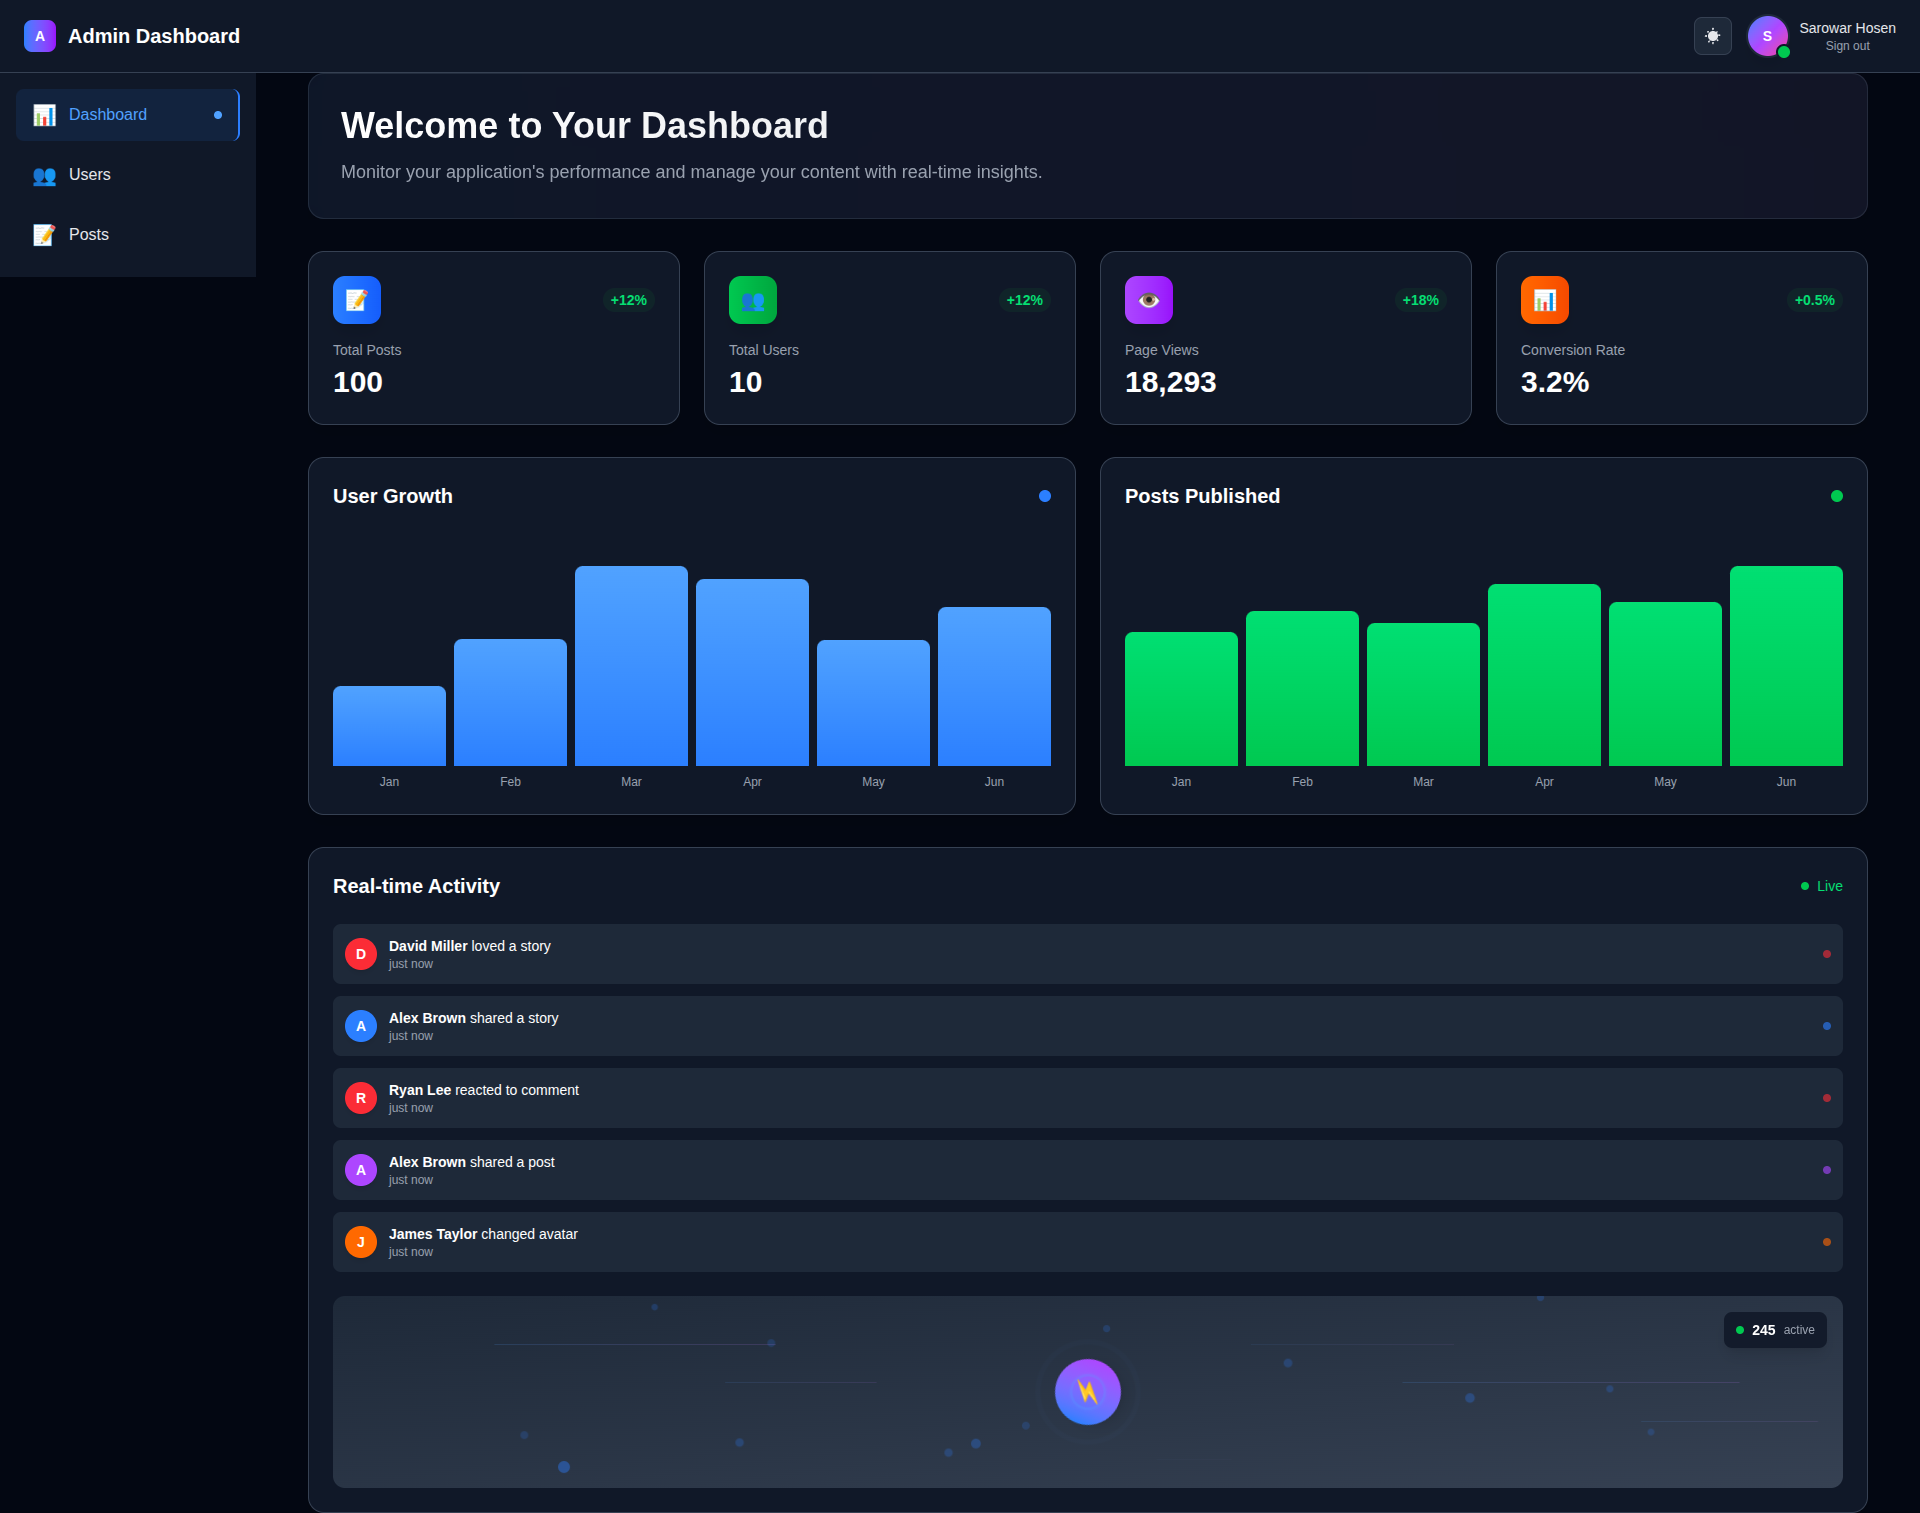 A Admin Dashboard
S Sarowar Hosen
Sign out
Dashboard
Users
Posts
Welcome to Your Dashboard
Monitor your application's performance and manage your content with real-time insights.
+12%
Total Posts
100
+12%
Total Users
10
+18%
Page Views
18,293
+0.5%
Conversion Rate
3.2%
User Growth
Jan Feb Mar Apr May Jun
Posts Published
Jan Feb Mar Apr May Jun
Real-time Activity
Live
D David Miller loved a story
just now
A Alex Brown shared a story
just now
R Ryan Lee reacted to comment
just now
A Alex Brown shared a post
just now
J James Taylor changed avatar
just now
245 active